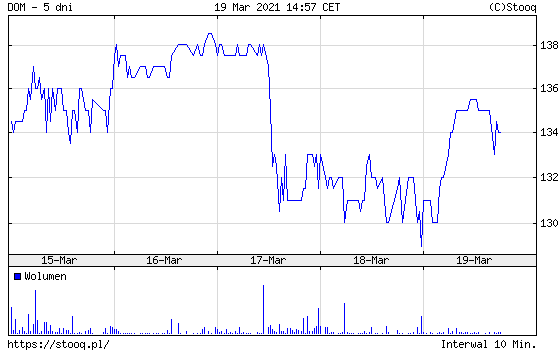 DOM - 5 dni 19 Mar 2021 14:57 CET (C)Stooq
138
136
134
132
130
15-Mar 16-Mar 17-Mar 18-Mar 19-Mar
Wolumen
https://stooq.pl/ Interwal 10 Min.